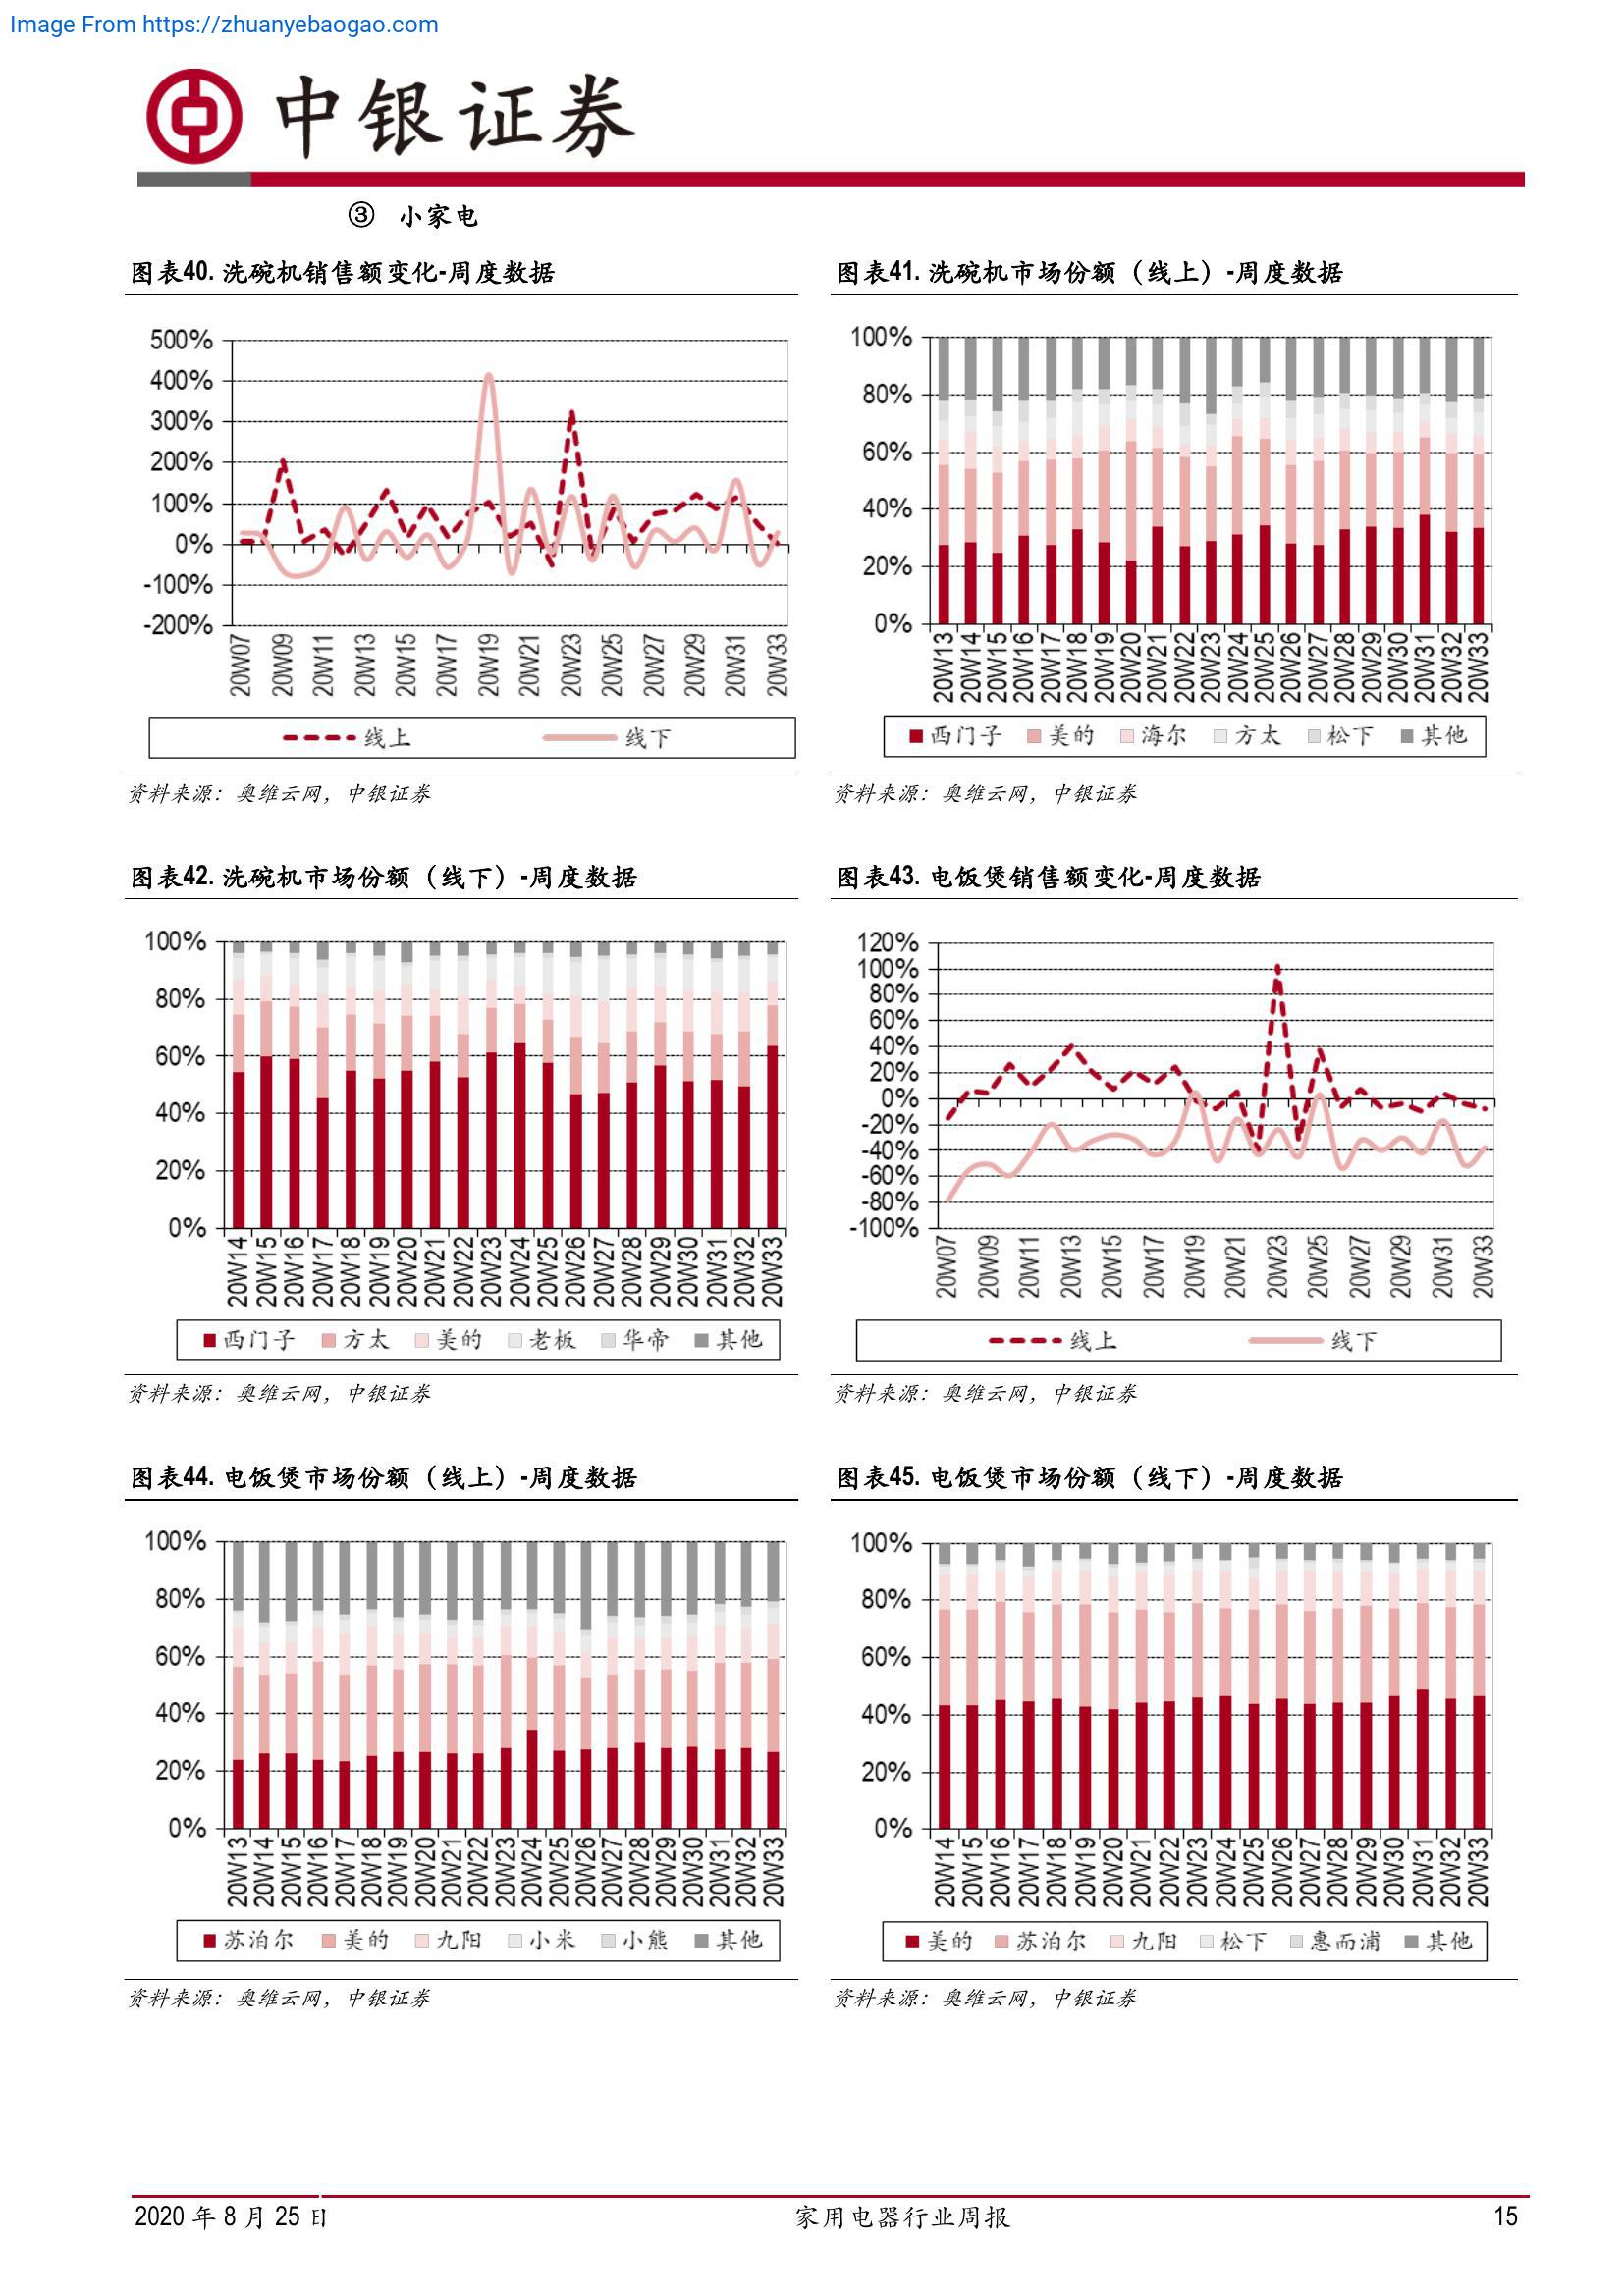 Image From https://zhuanyebaogao.com
中银证券
③ 小家电
图表40. 洗碗机销售额变化-周度数据
500%
400%
300%
200%
100%
0%
-100%
-200%
20W07 20W09 20W11 20W13 20W15 20W17 20W19 20W21 20W23 20W25 20W27 20W29 20W31 20W33
线上 线下
资料来源：奥维云网，中银证券
图表41. 洗碗机市场份额（线上）-周度数据
100%
80%
60%
40%
20%
0%
20W13 20W14 20W15 20W16 20W17 20W18 20W19 20W20 20W21 20W22 20W23 20W24 20W25 20W26 20W27 20W28 20W29 20W30 20W31 20W32 20W33
西门子 美的 海尔 方太 松下 其他
资料来源：奥维云网，中银证券
图表42. 洗碗机市场份额（线下）-周度数据
100%
80%
60%
40%
20%
0%
20W14 20W15 20W16 20W17 20W18 20W19 20W20 20W21 20W22 20W23 20W24 20W25 20W26 20W27 20W28 20W29 20W30 20W31 20W32 20W33
西门子 方太 美的 老板 华帝 其他
资料来源：奥维云网，中银证券
图表43. 电饭煲销售额变化-周度数据
120%
100%
80%
60%
40%
20%
0%
-20%
-40%
-60%
-80%
-100%
20W07 20W09 20W11 20W13 20W15 20W17 20W19 20W21 20W23 20W25 20W27 20W29 20W31 20W33
线上 线下
资料来源：奥维云网，中银证券
图表44. 电饭煲市场份额（线上）-周度数据
100%
80%
60%
40%
20%
0%
20W13 20W14 20W15 20W16 20W17 20W18 20W19 20W20 20W21 20W22 20W23 20W24 20W25 20W26 20W27 20W28 20W29 20W30 20W31 20W32 20W33
苏泊尔 美的 九阳 小米 小熊 其他
资料来源：奥维云网，中银证券
图表45. 电饭煲市场份额（线下）-周度数据
100%
80%
60%
40%
20%
0%
20W14 20W15 20W16 20W17 20W18 20W19 20W20 20W21 20W22 20W23 20W24 20W25 20W26 20W27 20W28 20W29 20W30 20W31 20W32 20W33
美的 苏泊尔 九阳 松下 惠而浦 其他
资料来源：奥维云网，中银证券
2020 年 8 月 25 日 家用电器行业周报 15